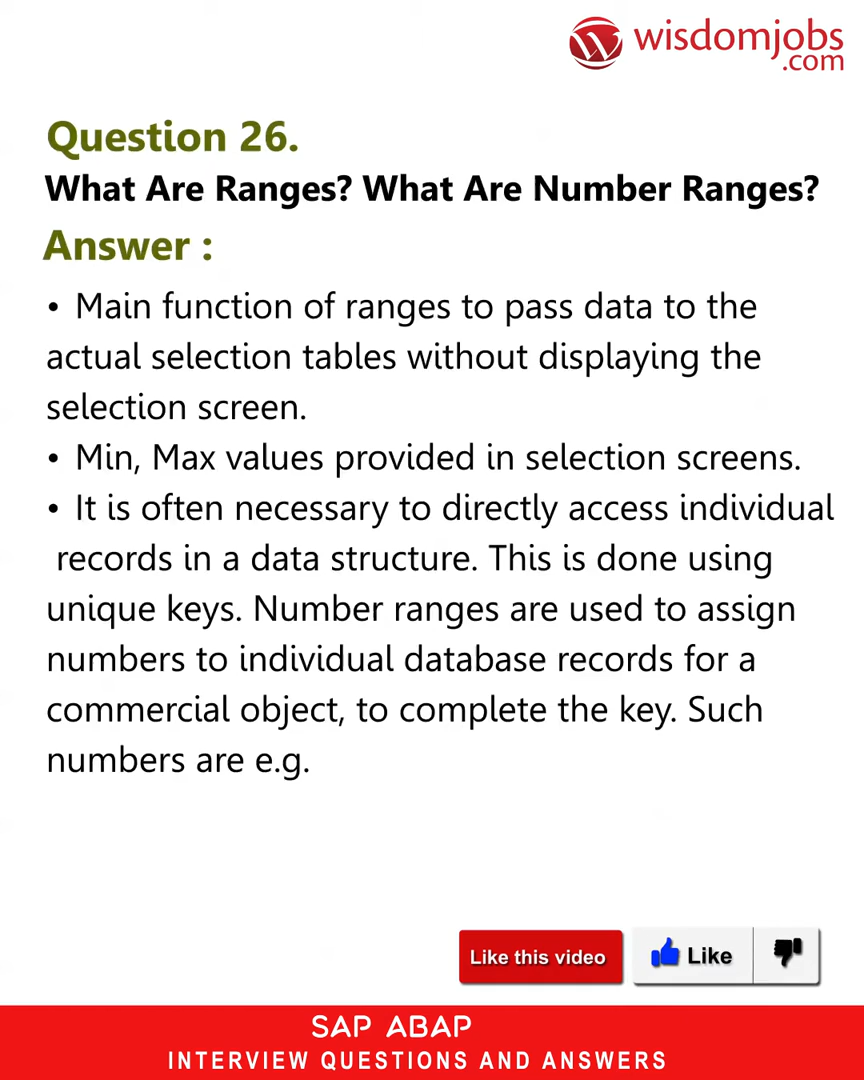 wisdomjobs
.com
Question 26.
What Are Ranges? What Are Number Ranges?
Answer :
• Main function of ranges to pass data to the
actual selection tables without displaying the
selection screen.
• Min, Max values provided in selection screens.
• It is often necessary to directly access individual
records in a data structure. This is done using
unique keys. Number ranges are used to assign
numbers to individual database records for a
commercial object, to complete the key. Such
numbers are e.g.
Like this video
Like
SAP ABAP
INTERVIEW QUESTIONS AND ANSWERS